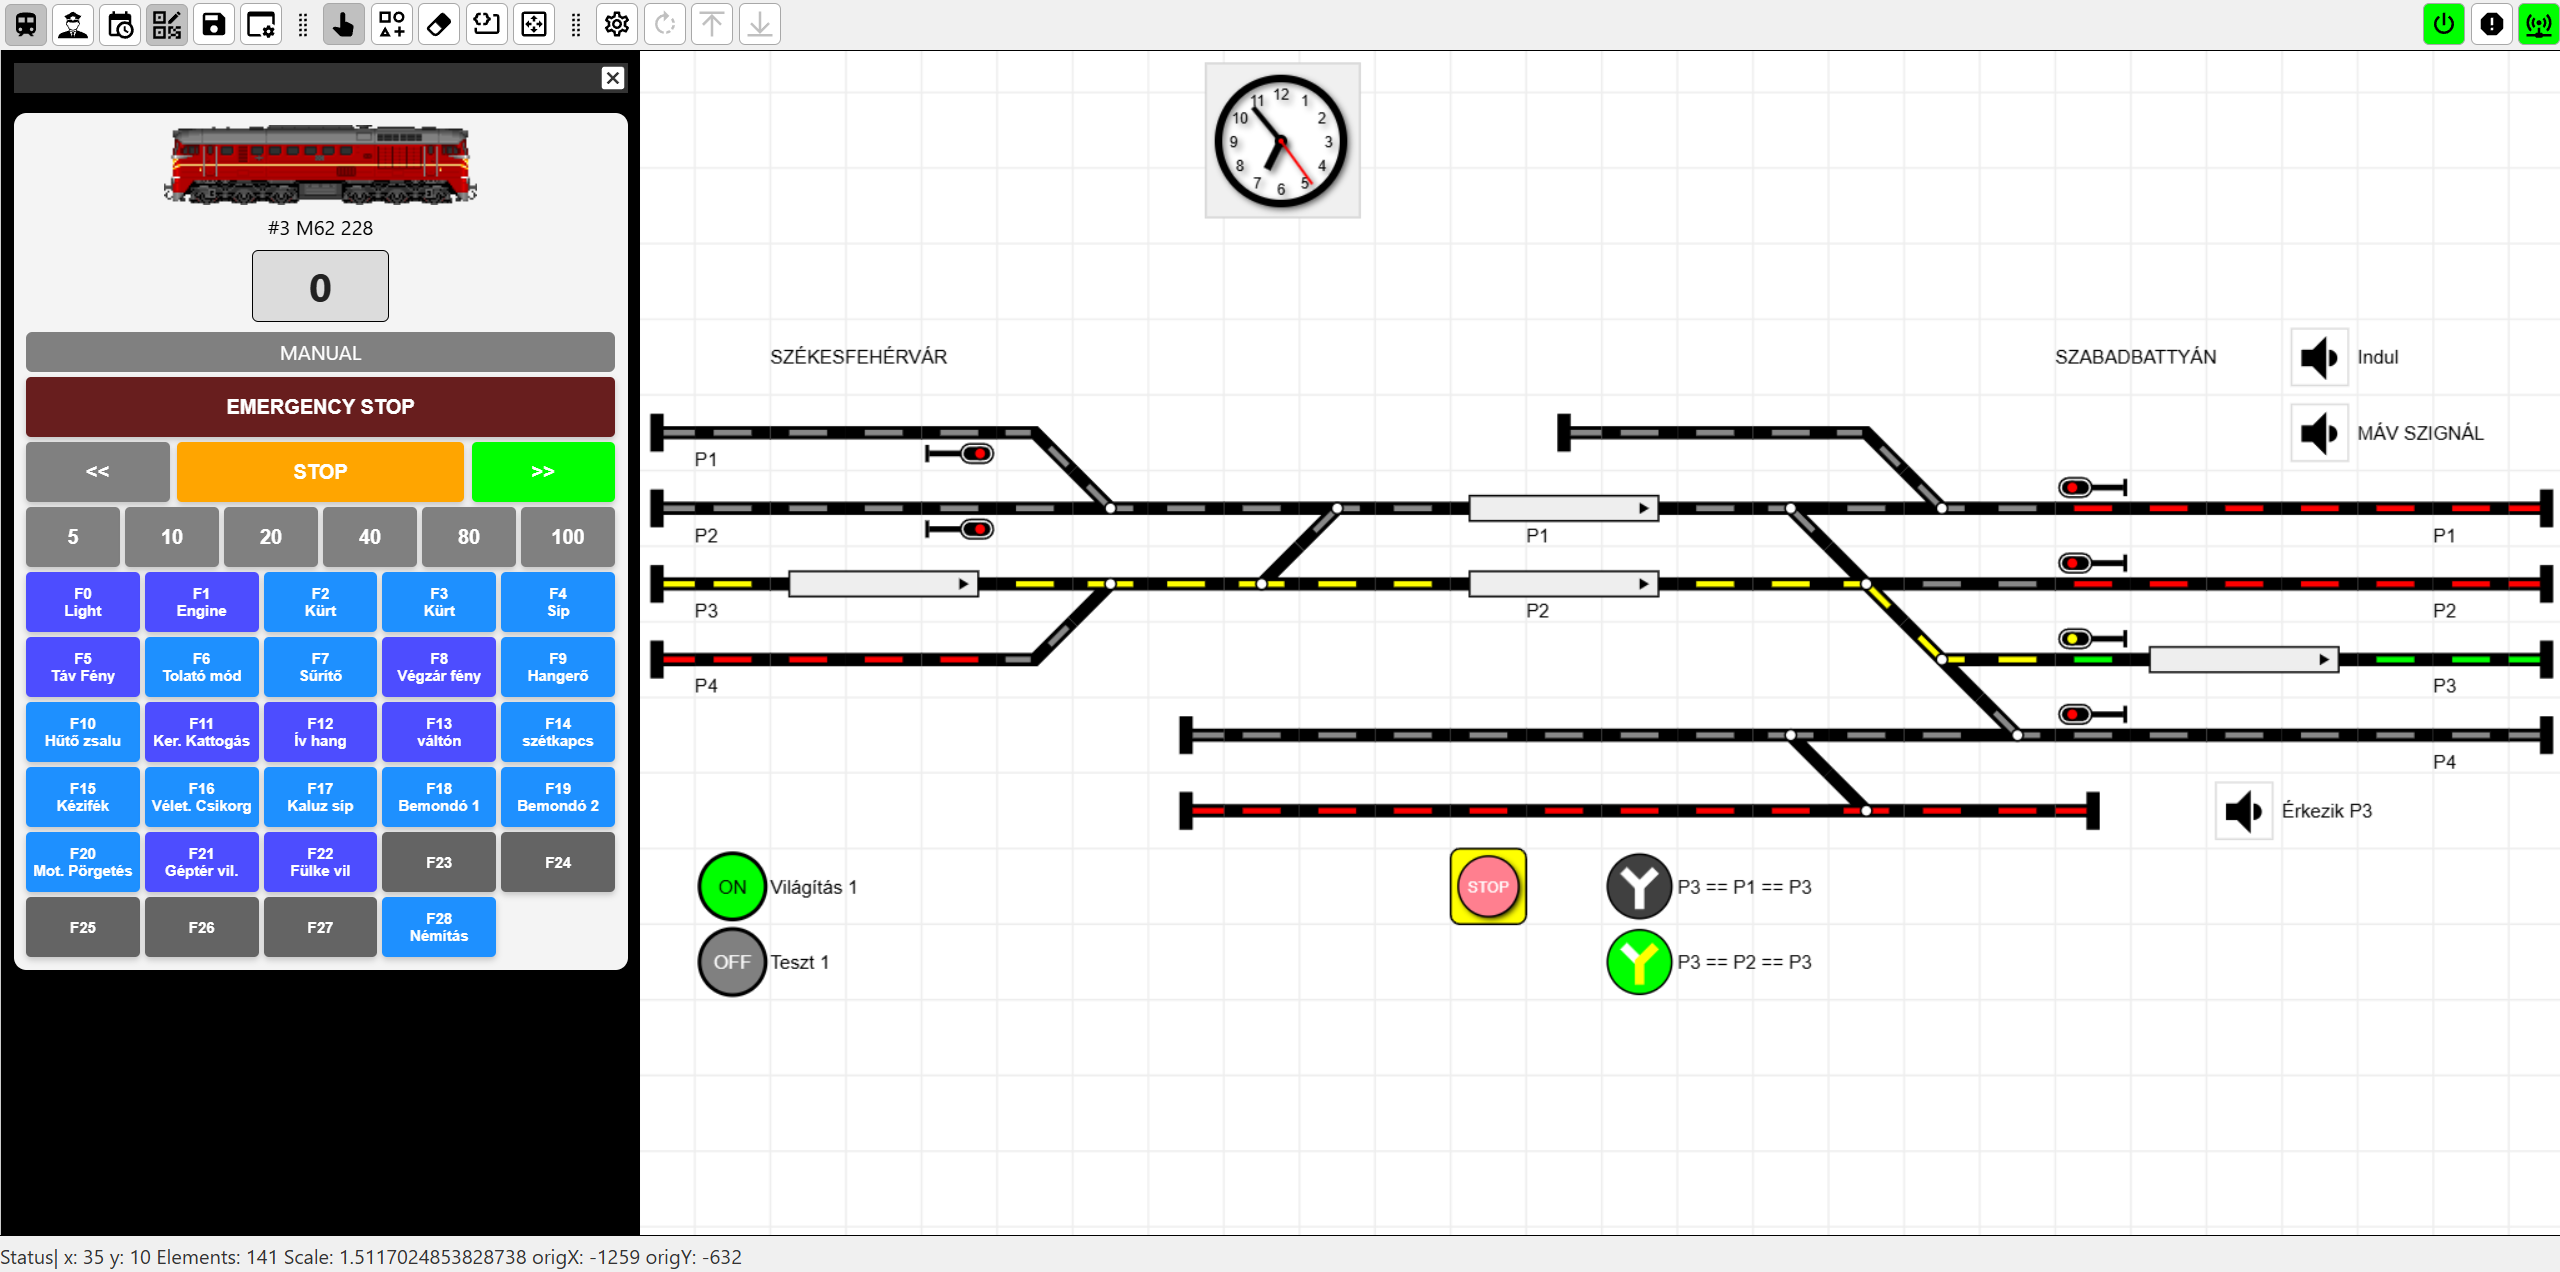 12
11
1
10
2
9
3
8
4
7
5
6
#3 M62 228
0
MANUAL
EMERGENCY STOP
<< STOP >>
5 10 20 40 80 100
F0 Light
F1 Engine
F2 Kürt
F3 Kürt
F4 Síp
F5 Táv Fény
F6 Tolató mód
F7 Sűrítő
F8 Végzár fény
F9 Hangerő
F10 Hűtő zsalu
F11 Ker. Kattogás
F12 Ív hang
F13 váltón
F14 szétkapcs
F15 Kézifék
F16 Vélet. Csikorg
F17 Kaluz síp
F18 Bemondó 1
F19 Bemondó 2
F20 Mot. Pörgetés
F21 Géptér vil.
F22 Fülke vil
F23
F24
F25
F26
F27
F28 Némítás
SZÉKESFEHÉRVÁR
SZABADBATTYÁN
Indul
MÁV SZIGNÁL
P1
P2
P1
P1
P3
P2
P2
P4
P3
P4
Érkezik P3
ON Világítás 1
STOP
P3 == P1 == P3
OFF Teszt 1
P3 == P2 == P3
Status| x: 35 y: 10 Elements: 141 Scale: 1.5117024853828738 origX: -1259 origY: -632